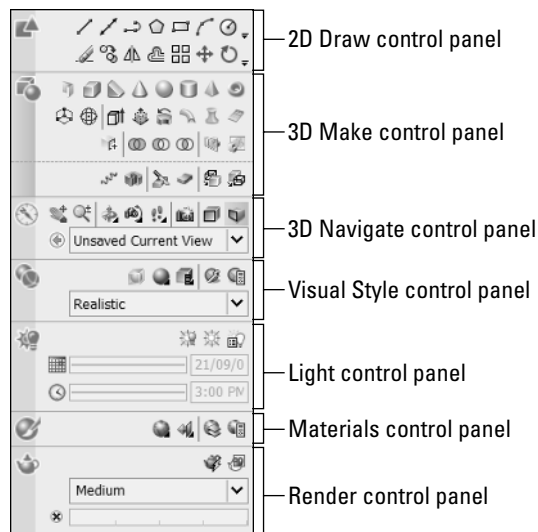 2D Draw control panel
3D Make control panel
3D Navigate control panel
Unsaved Current View
Visual Style control panel
Realistic
21/09/0
Light control panel
3:00 PM
Materials control panel
Medium
Render control panel